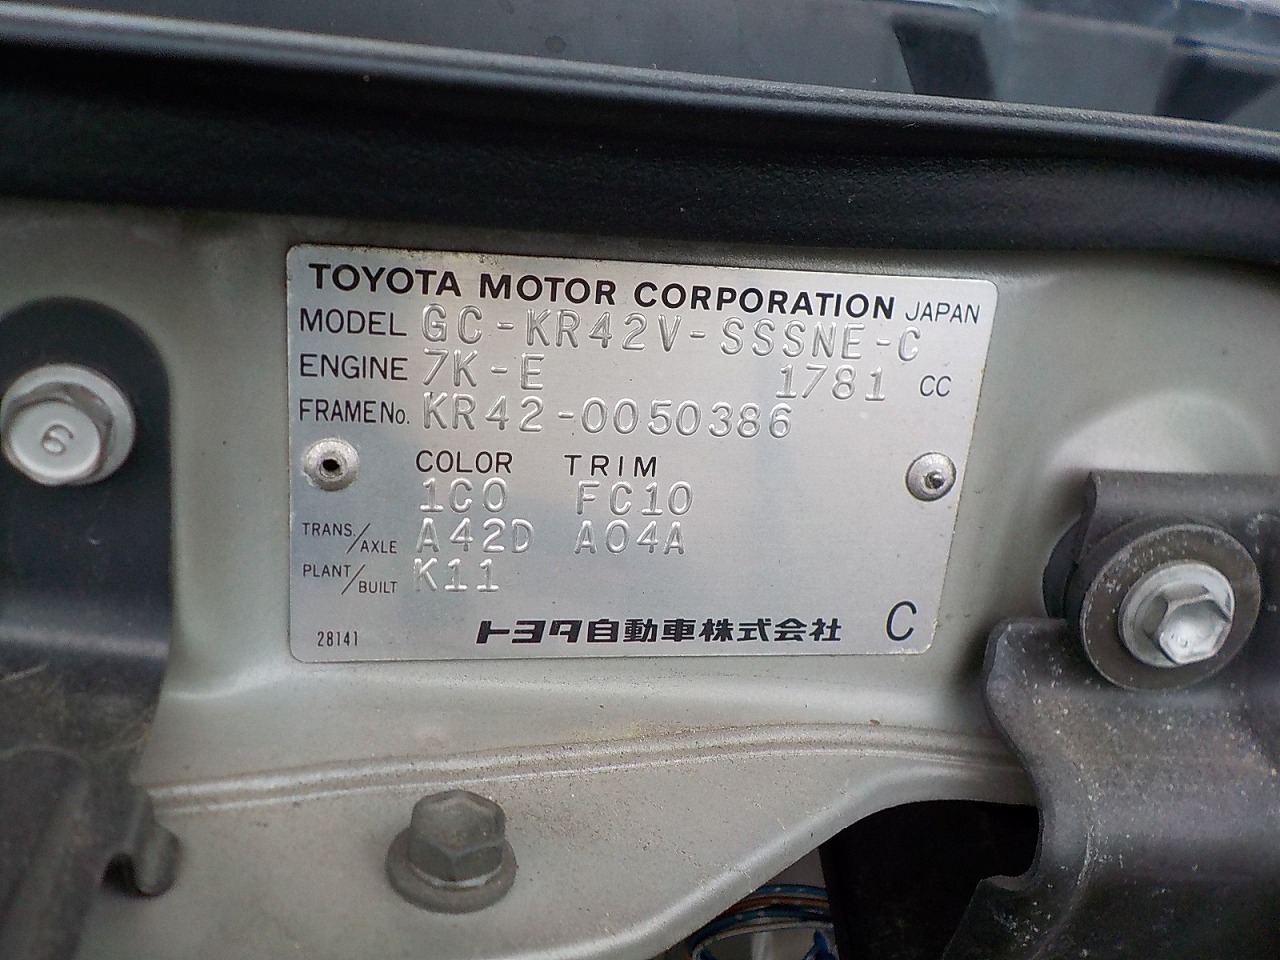 TOYOTA MOTOR CORPORATION JAPAN
MODEL GC-KR42V-SSSNE-C
ENGINE 7K-E 1781 CC
FRAME No. KR42-0050386
COLOR TRIM
1C0 FC10
TRANS./AXLE A42D A04A
PLANT/BUILT K11
28141 トヨタ自動車株式会社 C
6